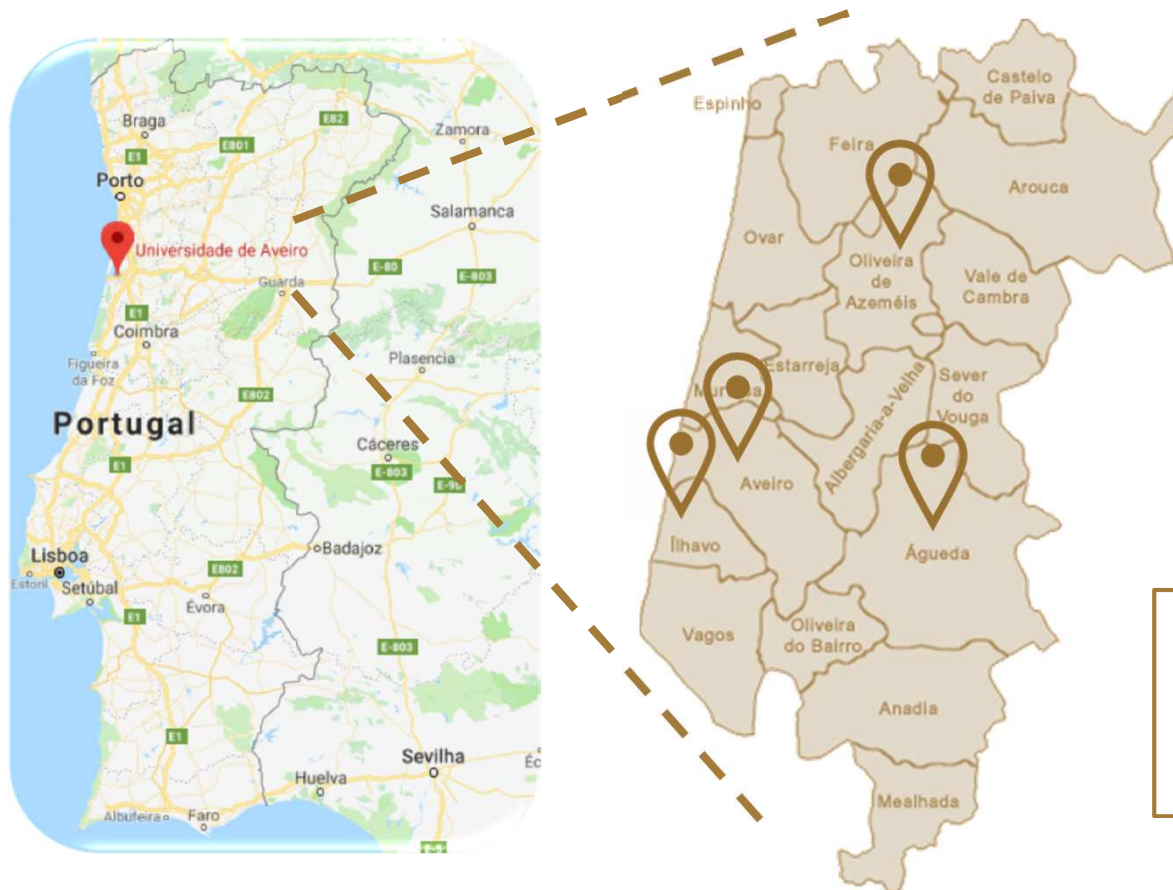 Braga
E82
E801
Zamora
E1
Porto
Salamanca
Universidade de Aveiro
E-80
E-803
Guarda
E1
Coimbra
Figueira
da Foz
Plasencia
E802
Portugal
Cáceres
E1
E-803
Lisboa
Badajoz
Estoril
E802
Setúbal
Évora
E1
E-803
E1
Sevilha
Huelva
Albufeira
Faro
Espinho
Castelo
de Paiva
Feira
Arouca
Ovar
Oliveira
de
Azeméis
Vale de
Cambra
Estarreja
Sever
do
Vouga
Albergaria-a-Velha
Aveiro
Ílhavo
Águeda
Vagos
Oliveira
do Bairro
Anadia
Mealhada